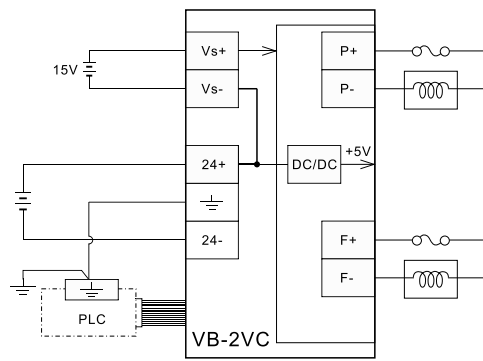 Vs+
P+
15V
Vs-
P-
+5V
24+
DC/DC
24-
F+
F-
PLC
VB-2VC